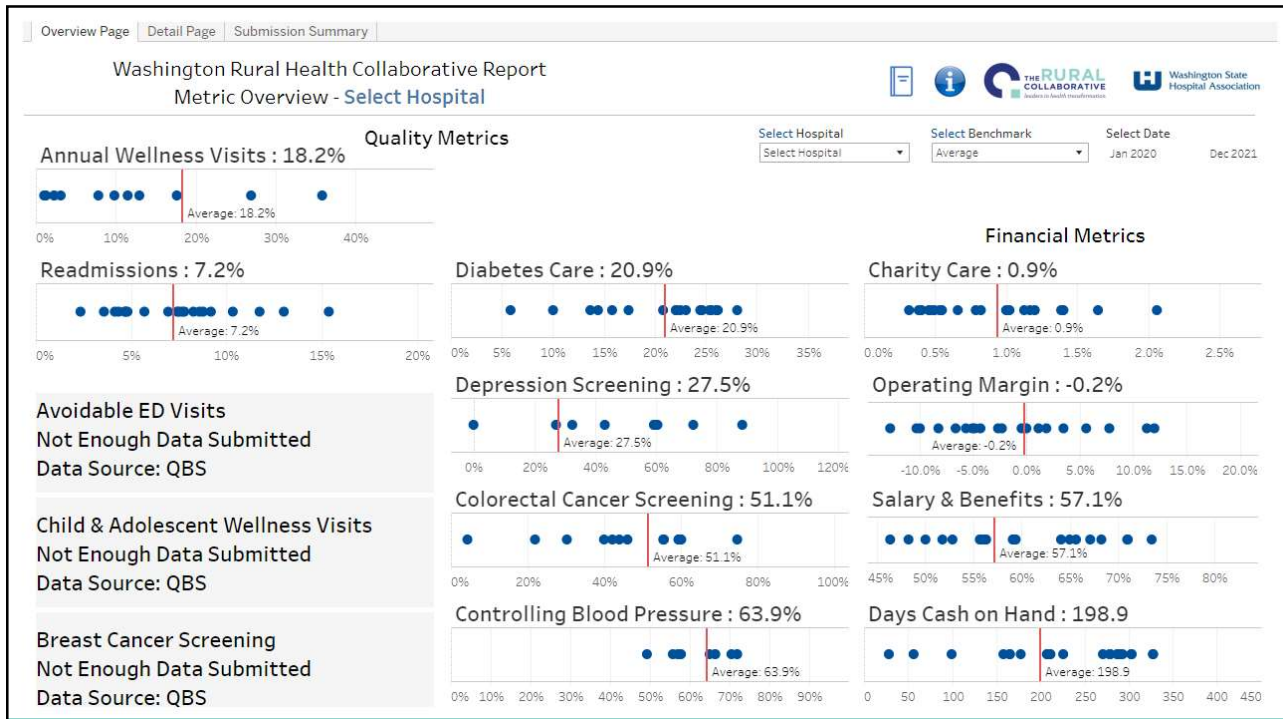 Overview Page Detail Page Submission Summary
Washington Rural Health Collaborative Report
Metric Overview - Select Hospital
THE RURAL
COLLABORATIVE
leaders in health transformation
Washington State
Hospital Association
Quality Metrics
Select Hospital
Select Hospital
Select Benchmark
Average
Select Date
Jan 2020 Dec 2021
Annual Wellness Visits : 18.2%
Average: 18.2%
0% 10% 20% 30% 40%
Readmissions : 7.2%
Average: 7.2%
0% 5% 10% 15% 20%
Avoidable ED Visits
Not Enough Data Submitted
Data Source: QBS
Child & Adolescent Wellness Visits
Not Enough Data Submitted
Data Source: QBS
Breast Cancer Screening
Not Enough Data Submitted
Data Source: QBS
Diabetes Care : 20.9%
Average: 20.9%
0% 5% 10% 15% 20% 25% 30% 35%
Depression Screening : 27.5%
Average: 27.5%
0% 20% 40% 60% 80% 100% 120%
Colorectal Cancer Screening : 51.1%
Average: 51.1%
0% 20% 40% 60% 80% 100%
Controlling Blood Pressure : 63.9%
Average: 63.9%
0% 10% 20% 30% 40% 50% 60% 70% 80% 90%
Financial Metrics
Charity Care : 0.9%
Average: 0.9%
0.0% 0.5% 1.0% 1.5% 2.0% 2.5%
Operating Margin : -0.2%
Average: -0.2%
-10.0% -5.0% 0.0% 5.0% 10.0% 15.0% 20.0%
Salary & Benefits : 57.1%
Average: 57.1%
45% 50% 55% 60% 65% 70% 75% 80%
Days Cash on Hand : 198.9
Average: 198.9
0 50 100 150 200 250 300 350 400 450